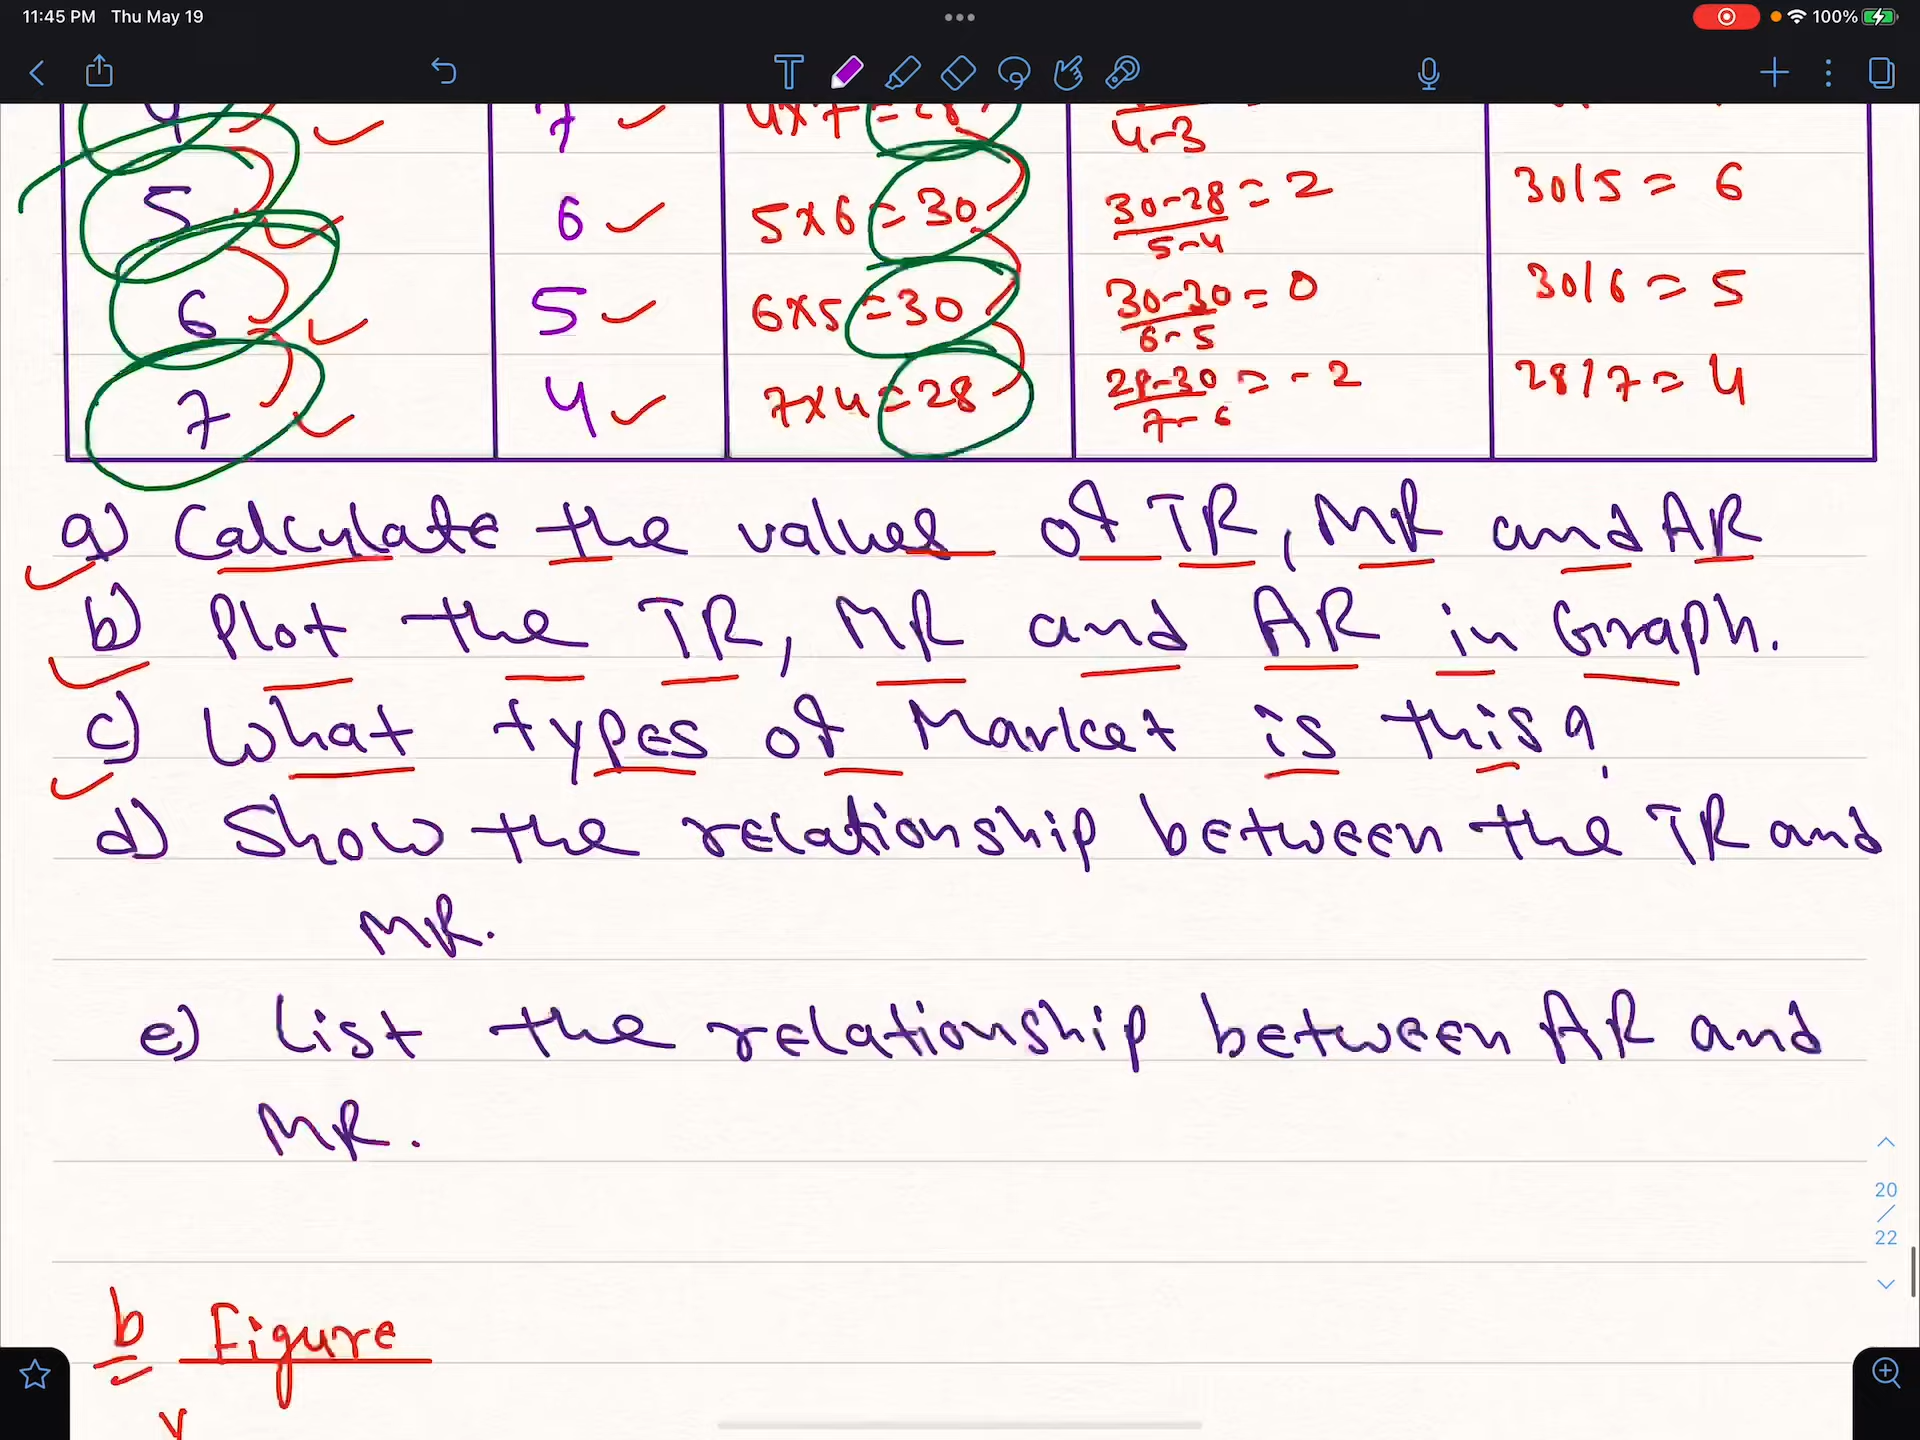 11:45 PM Thu May 19
100%
4 7 4x7=28 4-3
5 6 5x6=30 30-28/5-4 = 2 30/5 = 6
6 5 6x5=30 30-30/6-5 = 0 30/6 = 5
7 4 7x4=28 28-30/7-6 = -2 28/7 = 4
a) Calculate the values of TR, MR and AR
b) Plot the TR, MR and AR in Graph.
c) What types of Market is this?
d) Show the relationship between the TR and
MR.
e) List the relationship between AR and
MR.
20
/
22
b Figure
Y